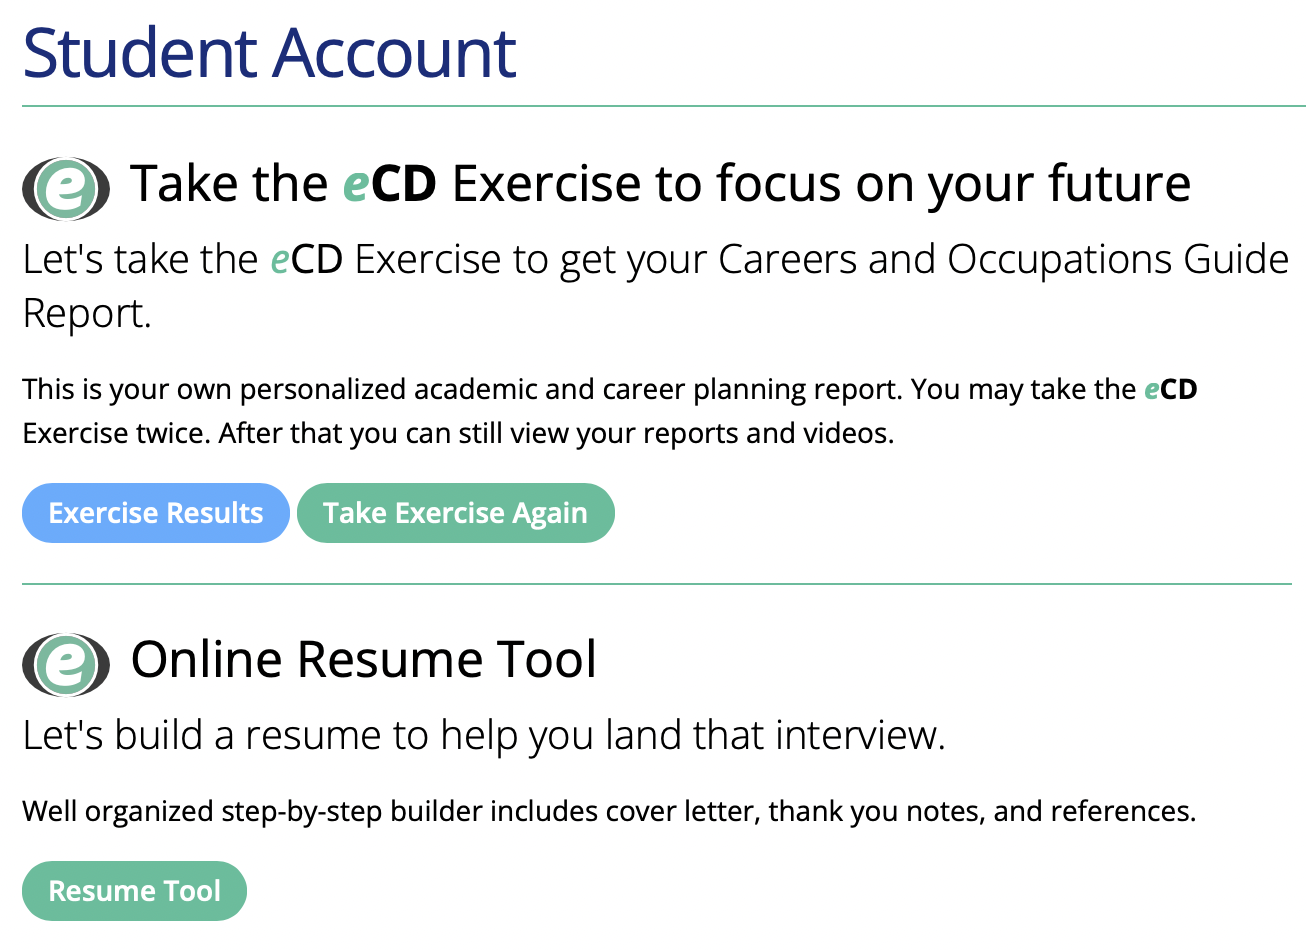 Student Account
e Take the eCD Exercise to focus on your future
Let's take the eCD Exercise to get your Careers and Occupations Guide
Report.
This is your own personalized academic and career planning report. You may take the eCD
Exercise twice. After that you can still view your reports and videos.
Exercise Results Take Exercise Again
e Online Resume Tool
Let's build a resume to help you land that interview.
Well organized step-by-step builder includes cover letter, thank you notes, and references.
Resume Tool